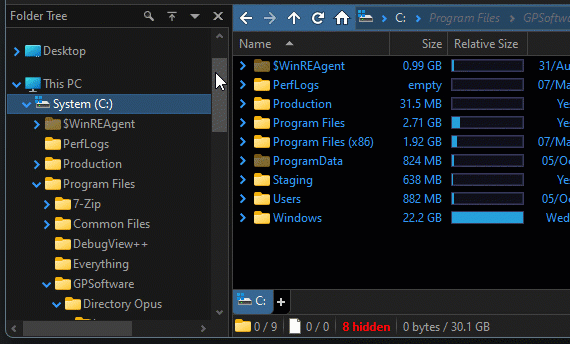 Folder Tree
Desktop
This PC
System (C:)
$WinREAgent
PerfLogs
Production
Program Files
7-Zip
Common Files
DebugView++
Everything
GPSoftware
Directory Opus
C: Program Files GPSoftware
Name Size Relative Size
$WinREAgent 0.99 GB 31/Au
PerfLogs empty 07/Ma
Production 31.5 MB Ye
Program Files 2.71 GB Ye
Program Files (x86) 1.92 GB 07/Ma
ProgramData 824 MB 05/Oc
Staging 638 MB Ye
Users 882 MB 05/Oc
Windows 22.2 GB Wed
C: +
0 / 9 0 / 0 8 hidden 0 bytes / 30.1 GB